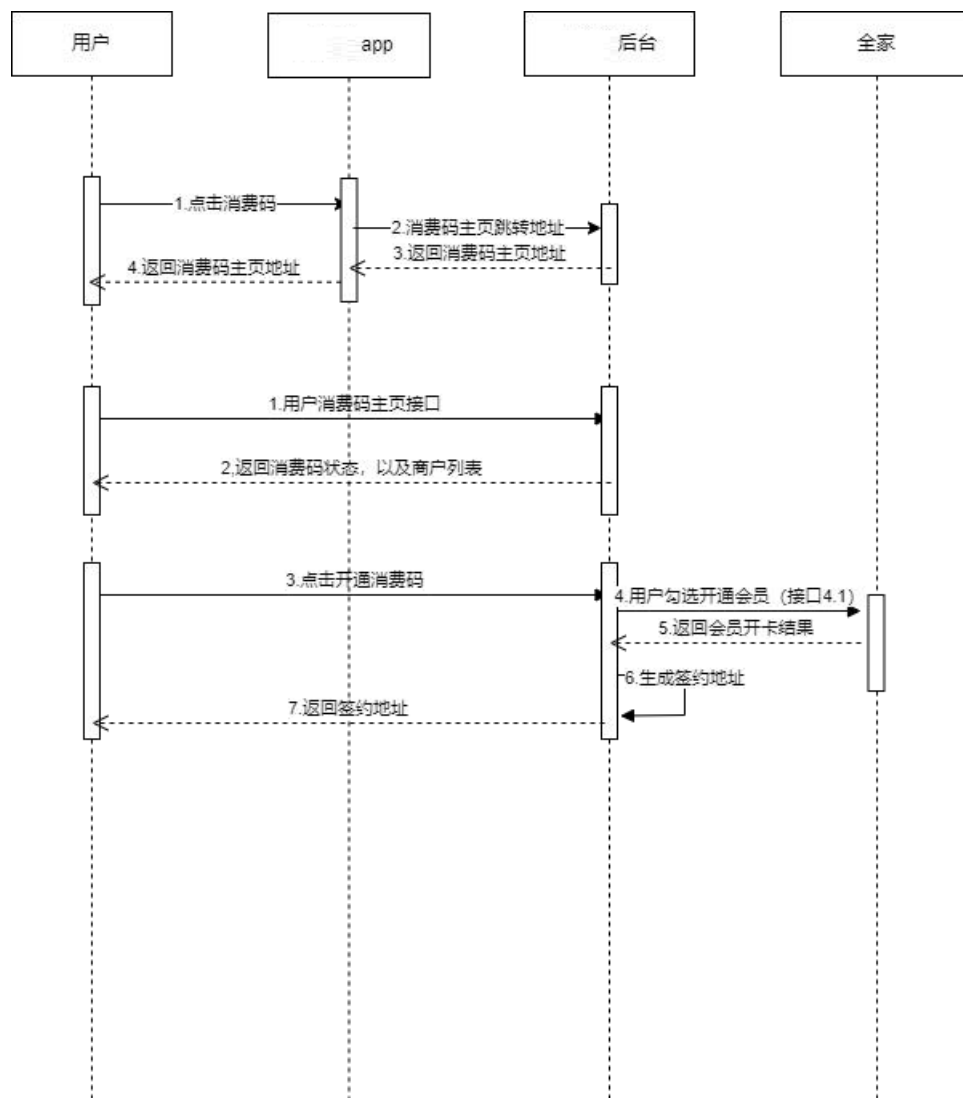 用户
app
后台
全家
1.点击消费码
2.消费码主页跳转地址
3.返回消费码主页地址
4.返回消费码主页地址
1.用户消费码主页接口
2,返回消费码状态，以及商户列表
3.点击开通消费码
4.用户勾选开通会员（接口4.1）
5.返回会员开卡结果
6.生成签约地址
7.返回签约地址